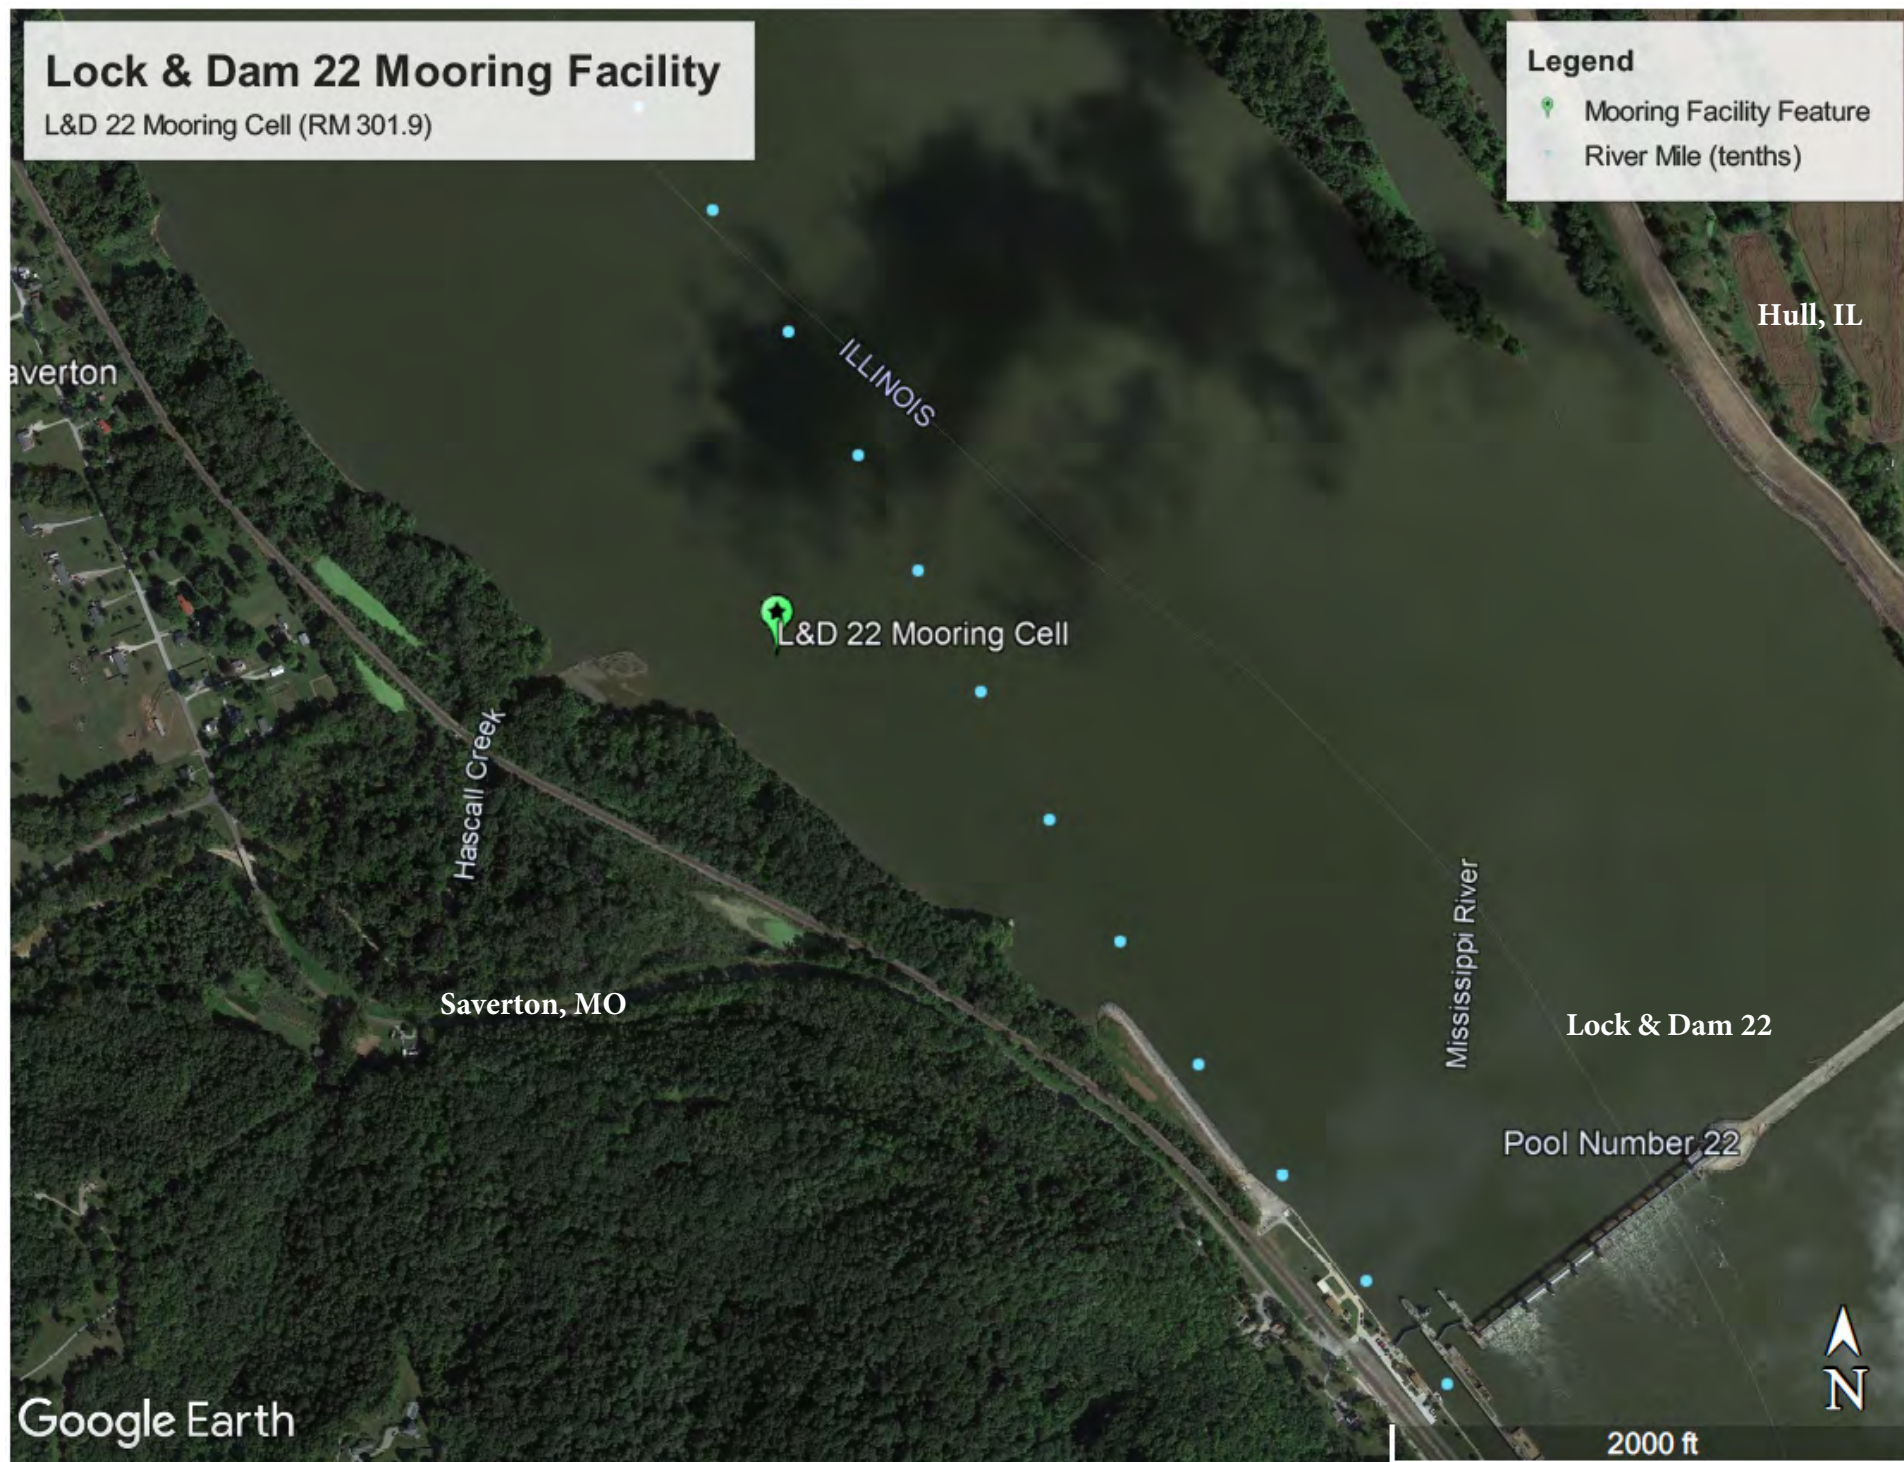 Lock & Dam 22 Mooring Facility
L&D 22 Mooring Cell (RM 301.9)
Legend
Mooring Facility Feature
River Mile (tenths)
Hull, IL
ILLINOIS
averton
L&D 22 Mooring Cell
Hascall Creek
Mississippi River
Saverton, MO
Lock & Dam 22
Pool Number 22
N
Google Earth
2000 ft